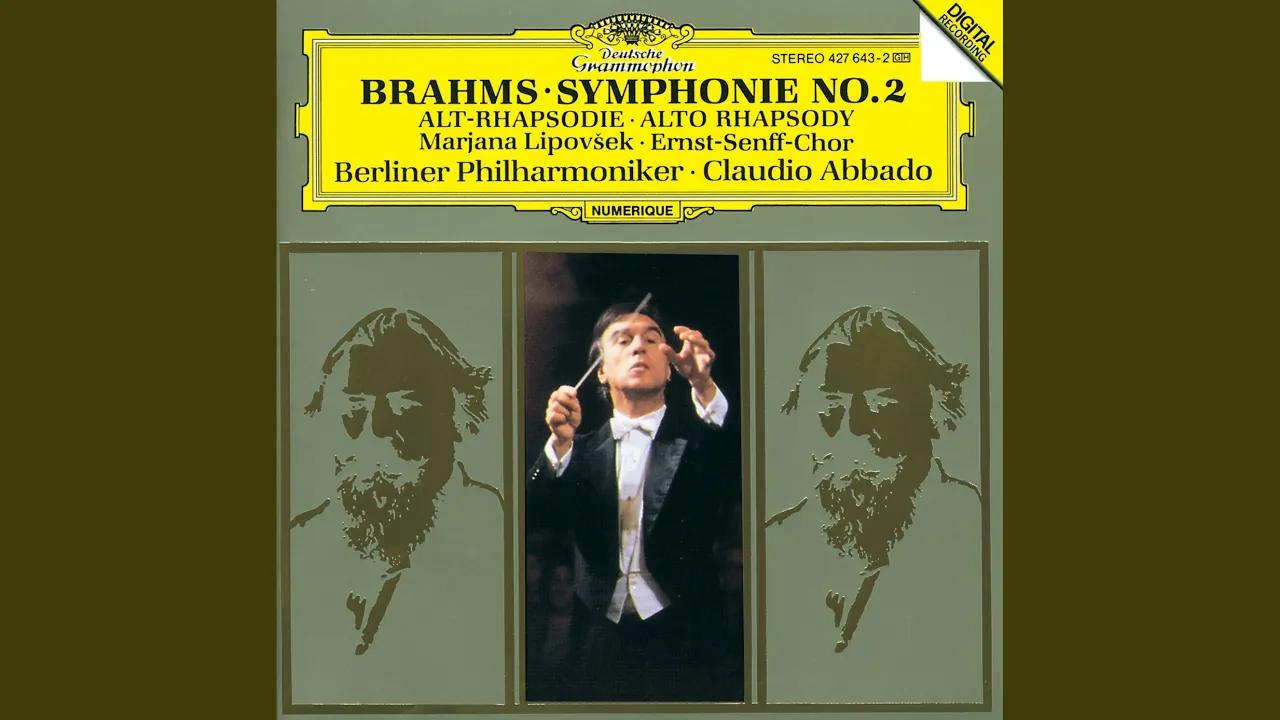 DIGITAL
RECORDING
Deutsche
Grammophon
STEREO 427 643-2 GH
BRAHMS · SYMPHONIE NO. 2
ALT-RHAPSODIE · ALTO RHAPSODY
Marjana Lipovšek · Ernst-Senff-Chor
Berliner Philharmoniker · Claudio Abbado
NUMERIQUE